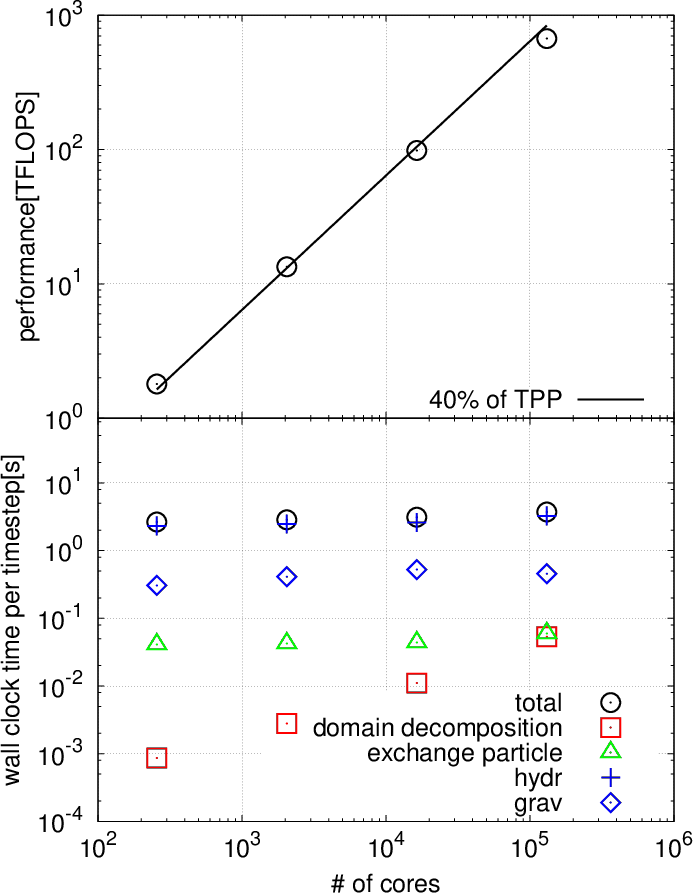 10^3
10^2
10^1
10^0
performance[TFLOPS]
40% of TPP
10^1
10^0
10^-1
10^-2
10^-3
10^-4
wall clock time per timestep[s]
total
domain decomposition
exchange particle
hydr
grav
10^2 10^3 10^4 10^5 10^6
# of cores